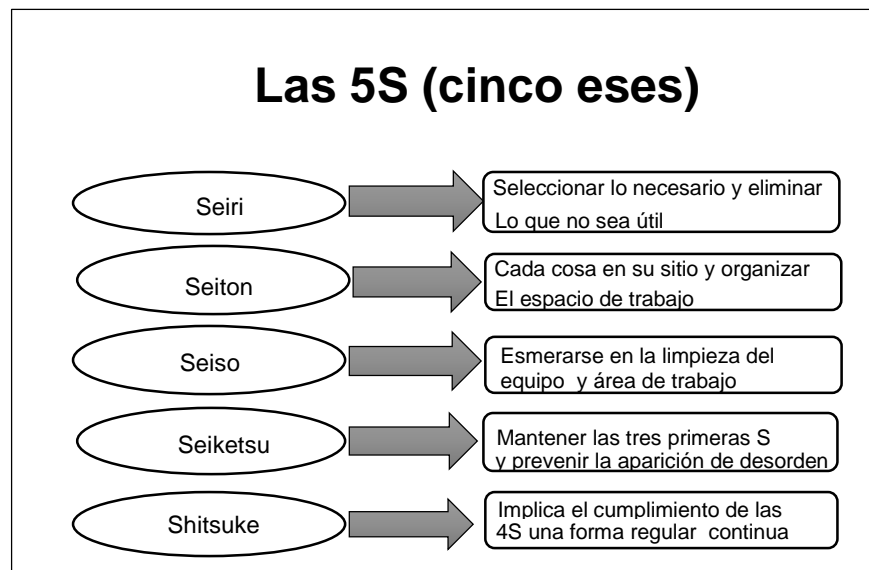 Las 5S (cinco eses)
Seiri
Seleccionar lo necesario y eliminar
Lo que no sea útil
Seiton
Cada cosa en su sitio y organizar
El espacio de trabajo
Seiso
Esmerarse en la limpieza del
equipo y área de trabajo
Seiketsu
Mantener las tres primeras S
y prevenir la aparición de desorden
Shitsuke
Implica el cumplimiento de las
4S una forma regular continua